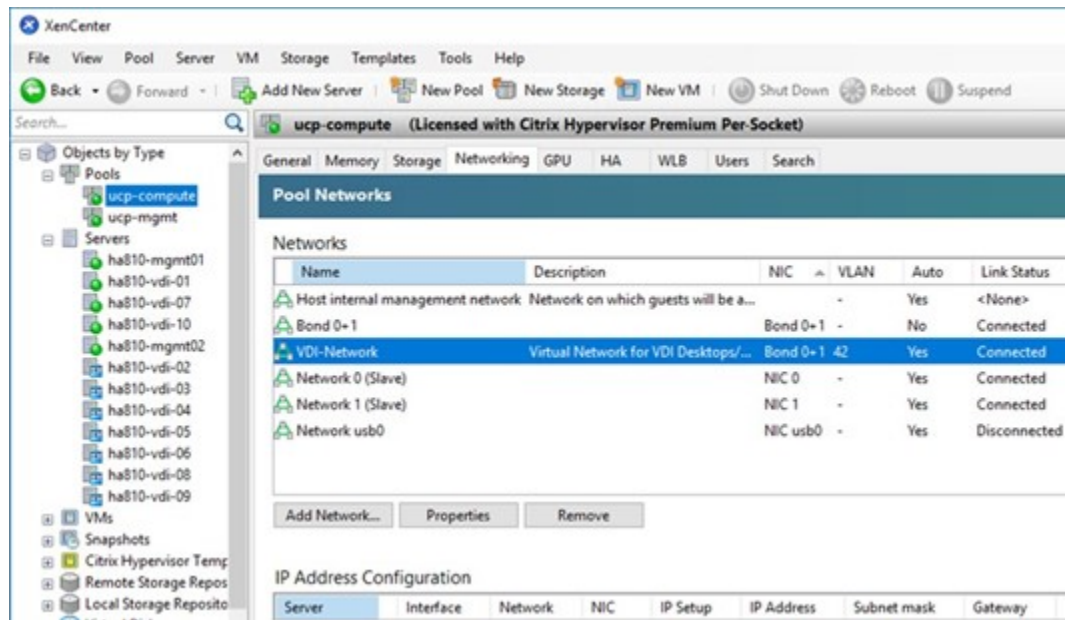 XenCenter
File View Pool Server VM Storage Templates Tools Help
Back Forward Add New Server New Pool New Storage New VM Shut Down Reboot Suspend
Search...
ucp-compute (Licensed with Citrix Hypervisor Premium Per-Socket)
Objects by Type
Pools
ucp-compute
ucp-mgmt
Servers
ha810-mgmt01
ha810-vdi-01
ha810-vdi-07
ha810-vdi-10
ha810-mgmt02
ha810-vdi-02
ha810-vdi-03
ha810-vdi-04
ha810-vdi-05
ha810-vdi-06
ha810-vdi-08
ha810-vdi-09
VMs
Snapshots
Citrix Hypervisor Temp
Remote Storage Repos
Local Storage Reposito
General Memory Storage Networking GPU HA WLB Users Search
Pool Networks
Networks
Name Description NIC VLAN Auto Link Status
Host internal management network Network on which guests will be a... - Yes <None>
Bond 0+1 Bond 0+1 - No Connected
VDI-Network Virtual Network for VDI Desktops/... Bond 0+1 42 Yes Connected
Network 0 (Slave) NIC 0 - Yes Connected
Network 1 (Slave) NIC 1 - Yes Connected
Network usb0 NIC usb0 - Yes Disconnected
Add Network... Properties Remove
IP Address Configuration
Server Interface Network NIC IP Setup IP Address Subnet mask Gateway